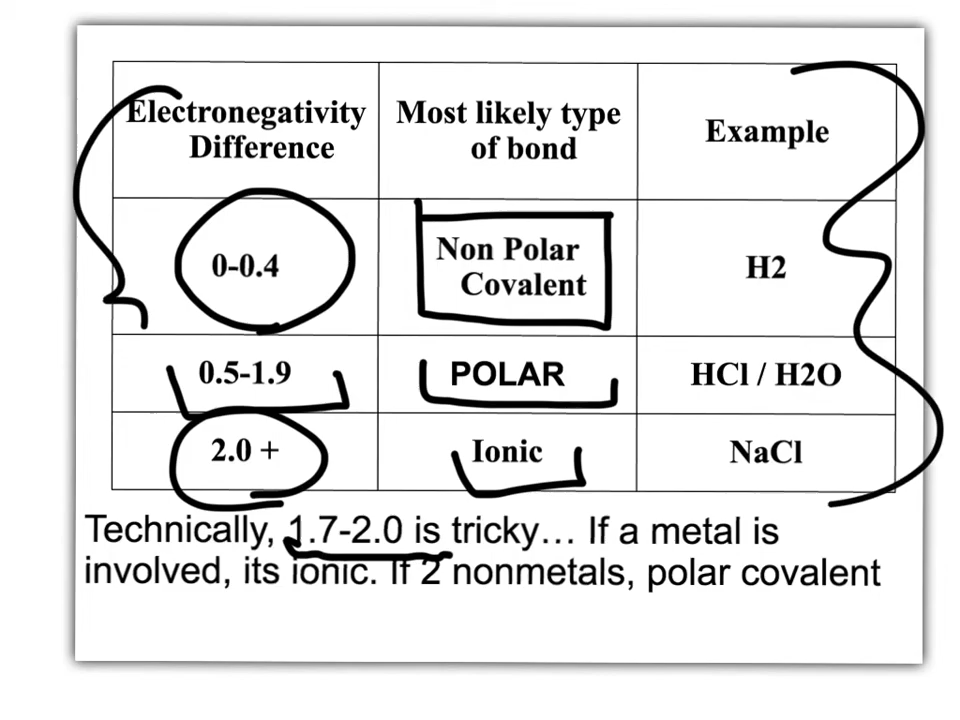 Electronegativity Difference
Most likely type of bond
Example
0-0.4
Non Polar Covalent
H2
0.5-1.9
POLAR
HCl / H2O
2.0 +
Ionic
NaCl
Technically, 1.7-2.0 is tricky… If a metal is
involved, its ionic. If 2 nonmetals, polar covalent